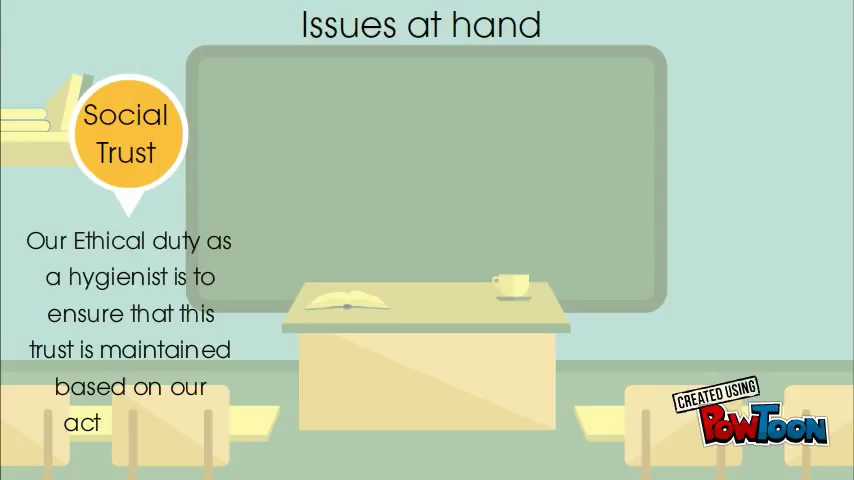 Issues at hand
Social
Trust
Our Ethical duty as
a hygienist is to
ensure that this
trust is maintained
based on our
act
CREATED USING
POWTOON